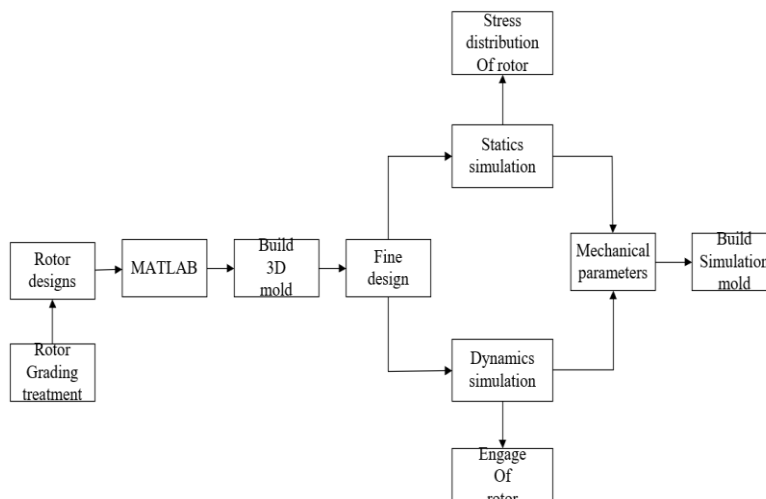 Stress
distribution
Of rotor
Statics
simulation
Rotor
designs
MATLAB
Build
3D
mold
Fine
design
Mechanical
parameters
Build
Simulation
mold
Rotor
Grading
treatment
Dynamics
simulation
Engage
Of
rotor